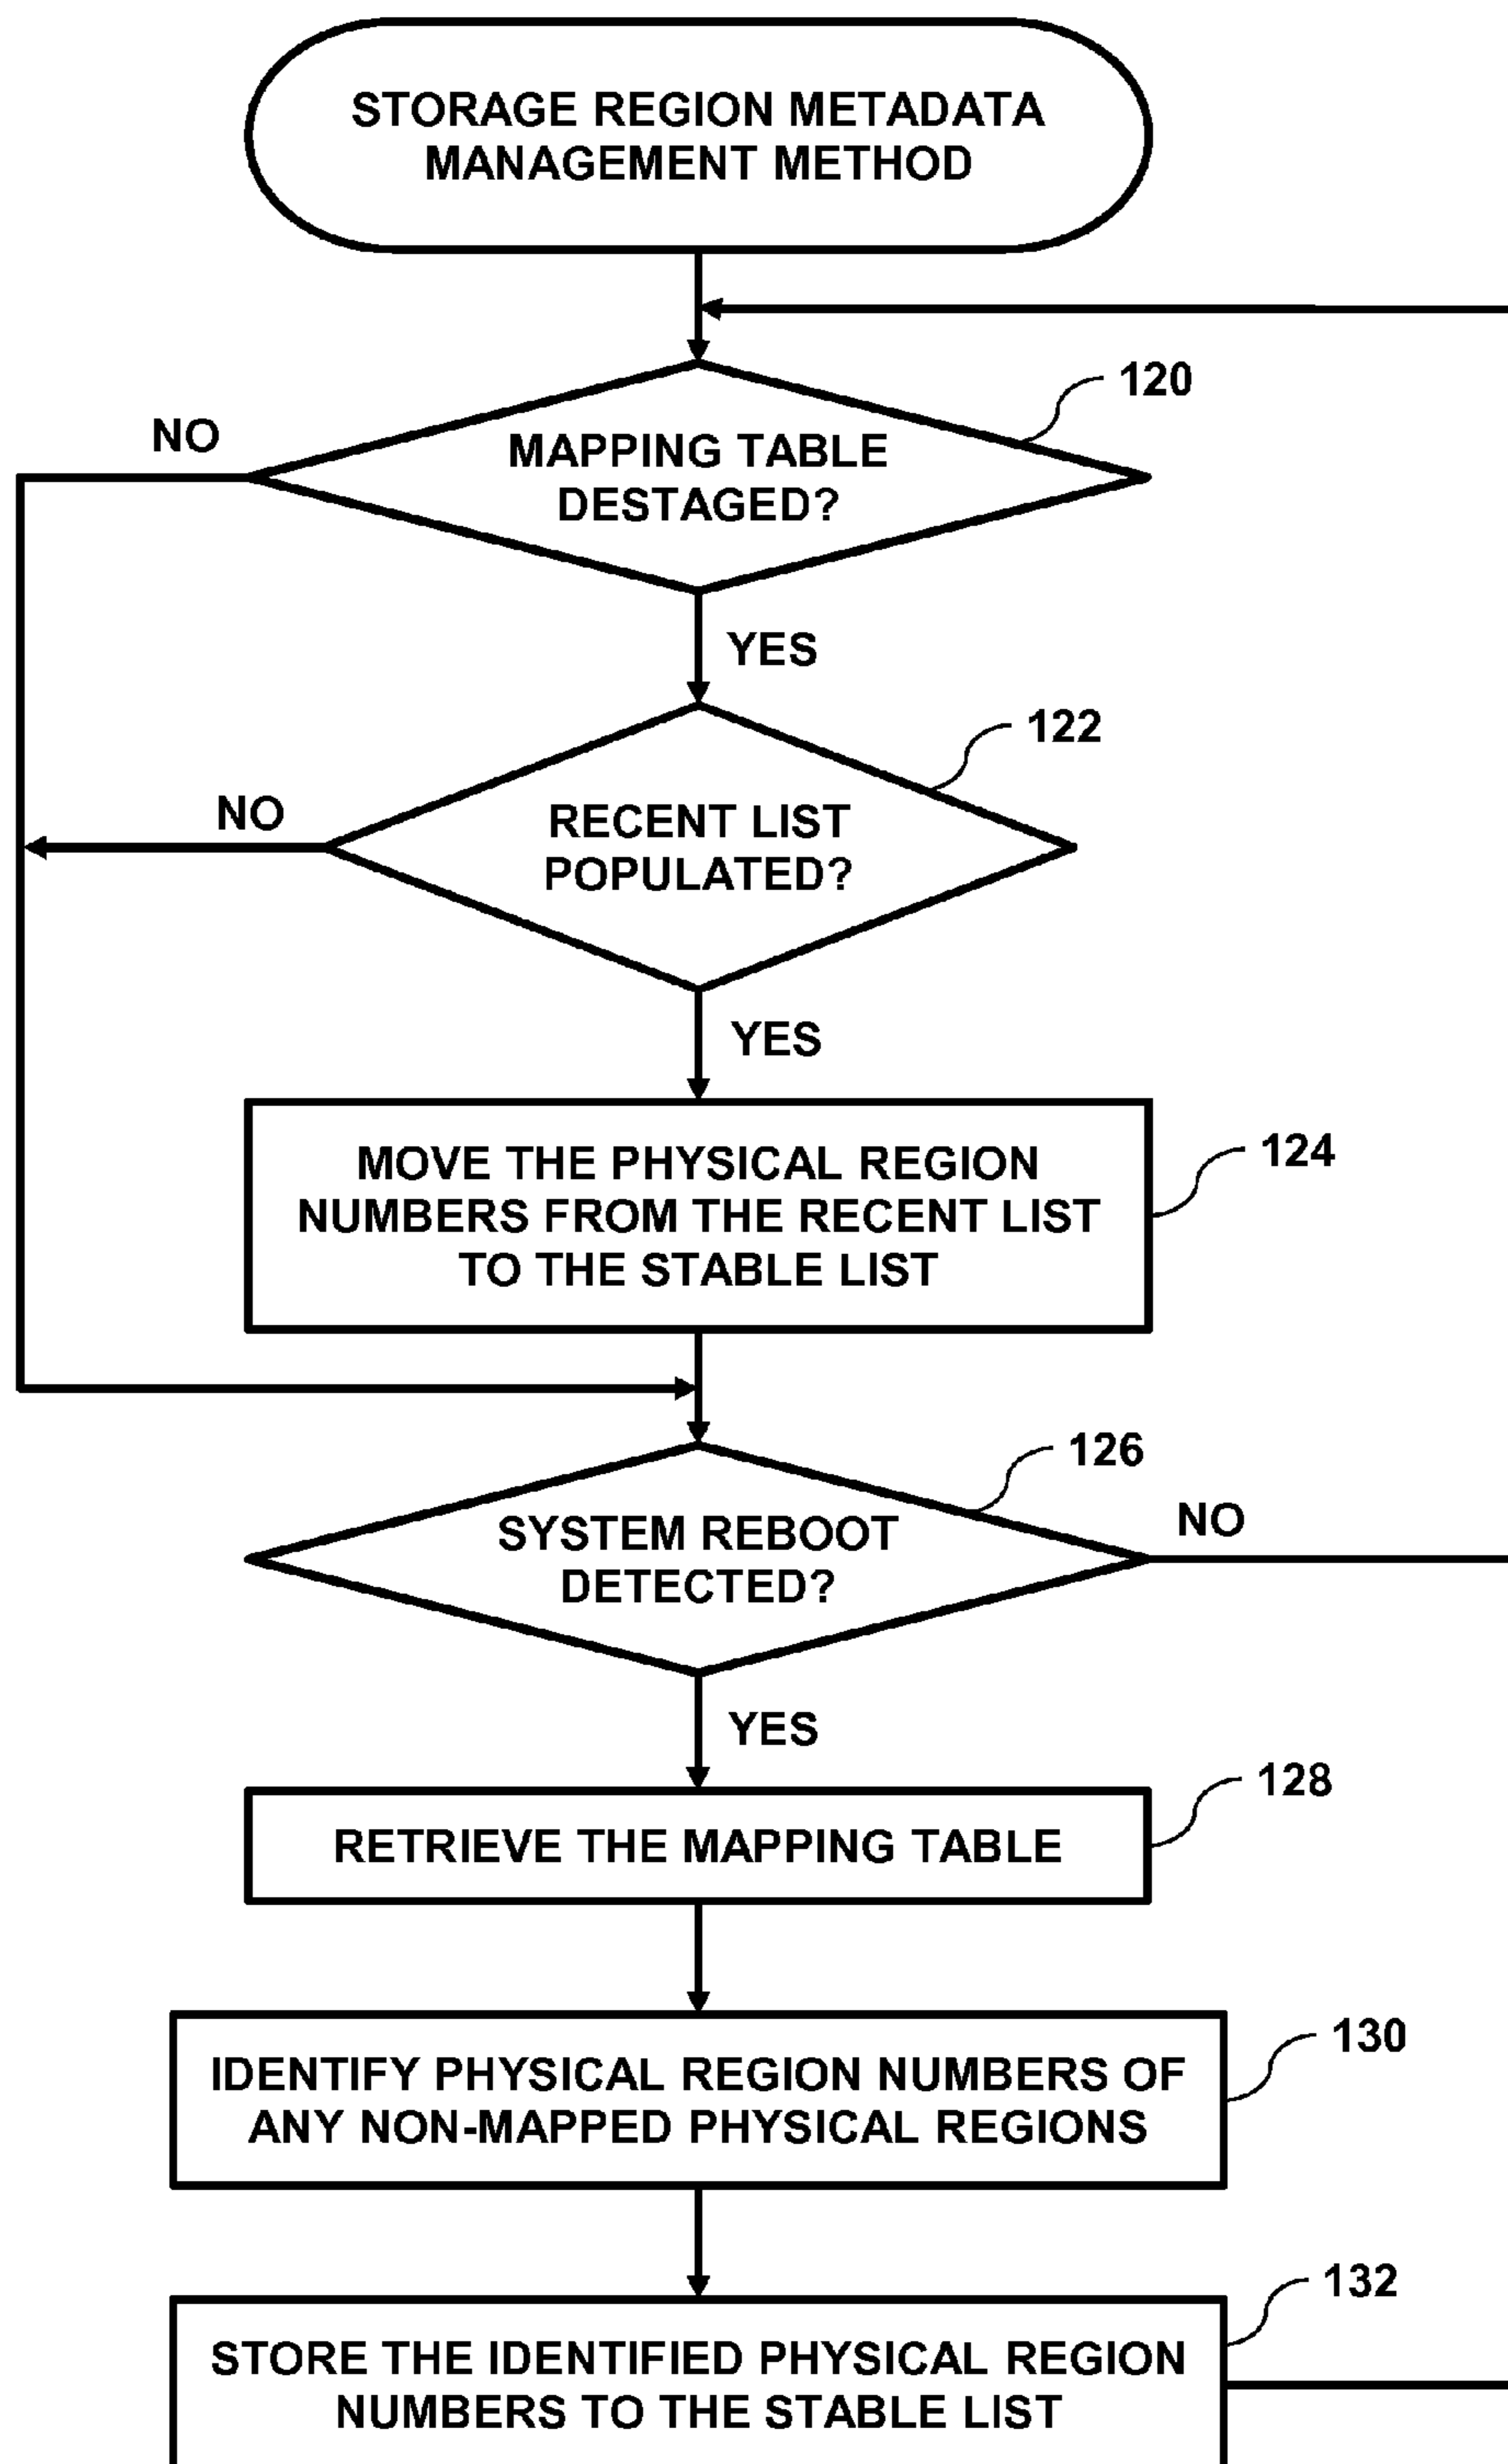 STORAGE REGION METADATA
MANAGEMENT METHOD
120
NO
MAPPING TABLE
DESTAGED?
YES
122
NO
RECENT LIST
POPULATED?
YES
124
MOVE THE PHYSICAL REGION
NUMBERS FROM THE RECENT LIST
TO THE STABLE LIST
126
NO
SYSTEM REBOOT
DETECTED?
YES
128
RETRIEVE THE MAPPING TABLE
130
IDENTIFY PHYSICAL REGION NUMBERS OF
ANY NON-MAPPED PHYSICAL REGIONS
132
STORE THE IDENTIFIED PHYSICAL REGION
NUMBERS TO THE STABLE LIST